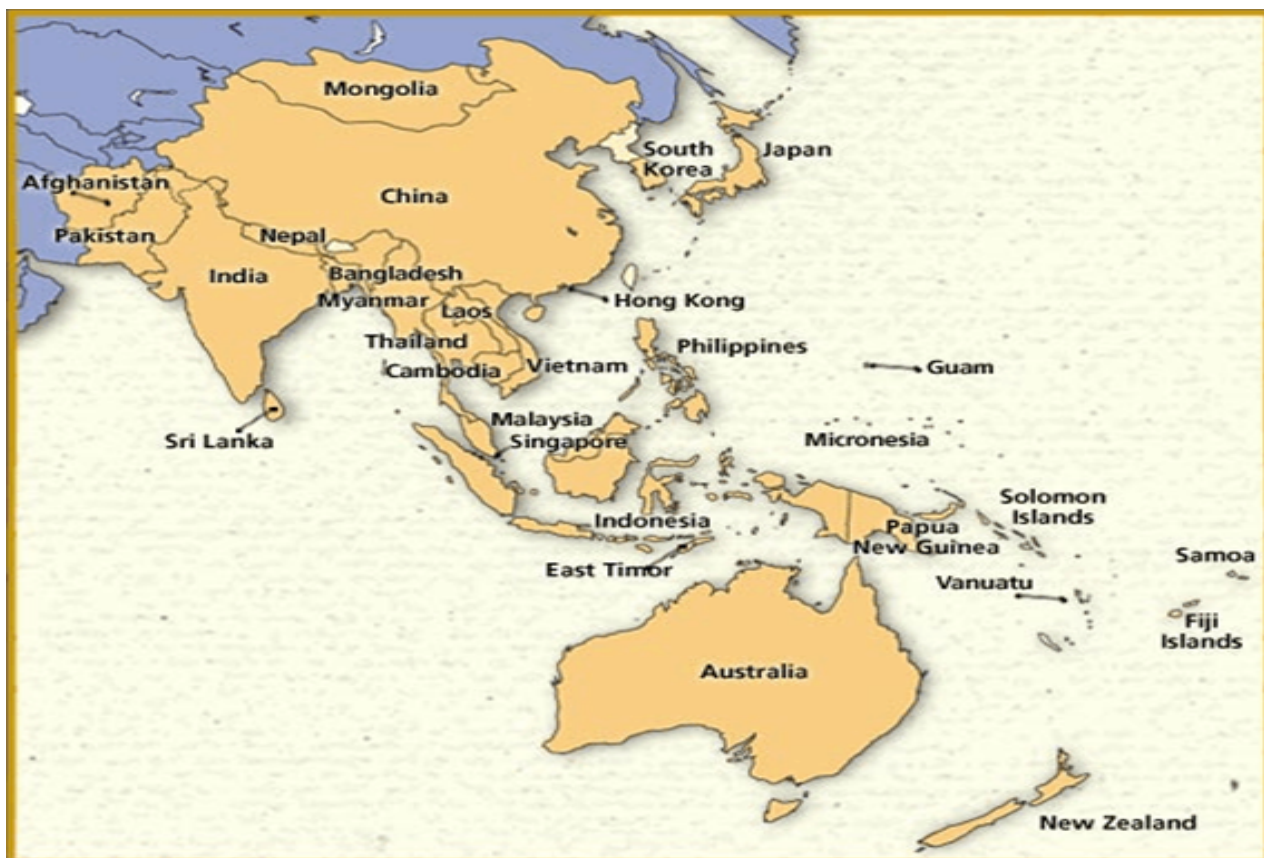 Mongolia
South
Korea
Japan
Afghanistan
China
Pakistan
Nepal
India
Bangladesh
Myanmar
Laos
Hong Kong
Thailand
Philippines
Cambodia
Vietnam
Guam
Malaysia
Sri Lanka
Singapore
Micronesia
Solomon
Islands
Indonesia
Papua
New Guinea
Samoa
East Timor
Vanuatu
Fiji
Islands
Australia
New Zealand